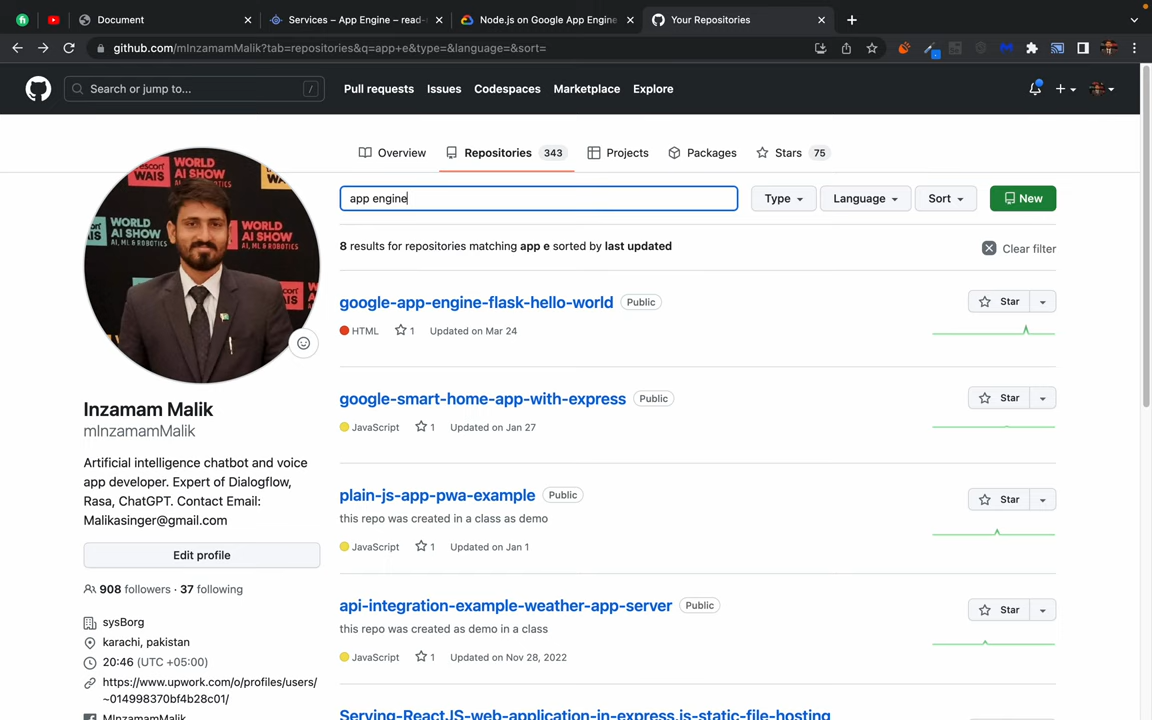 Document
Services – App Engine – read-
Node.js on Google App Engine
Your Repositories
github.com/mInzamamMalik?tab=repositories&q=app+e&type=&language=&sort=
Search or jump to... /
Pull requests Issues Codespaces Marketplace Explore
Overview Repositories 343 Projects Packages Stars 75
app engine
Type Language Sort New
8 results for repositories matching app e sorted by last updated
Clear filter
google-app-engine-flask-hello-world Public
Star
HTML 1 Updated on Mar 24
google-smart-home-app-with-express Public
Star
JavaScript 1 Updated on Jan 27
plain-js-app-pwa-example Public
Star
this repo was created in a class as demo
JavaScript 1 Updated on Jan 1
api-integration-example-weather-app-server Public
Star
this repo was created as demo in a class
JavaScript 1 Updated on Nov 28, 2022
Serving-ReactJS-web-application-in-express.js-static-file-hosting
WORLD
AI SHOW
AI, ML & ROBOTICS
WORLD
AI SHOW
AI, ML & ROBOTICS
Inzamam Malik
mInzamamMalik
Artificial intelligence chatbot and voice
app developer. Expert of Dialogflow,
Rasa, ChatGPT. Contact Email:
Malikasinger@gmail.com
Edit profile
908 followers · 37 following
sysBorg
karachi, pakistan
20:46 (UTC +05:00)
https://www.upwork.com/o/profiles/users/
~014998370bf4b28c01/
MInzamamMalik